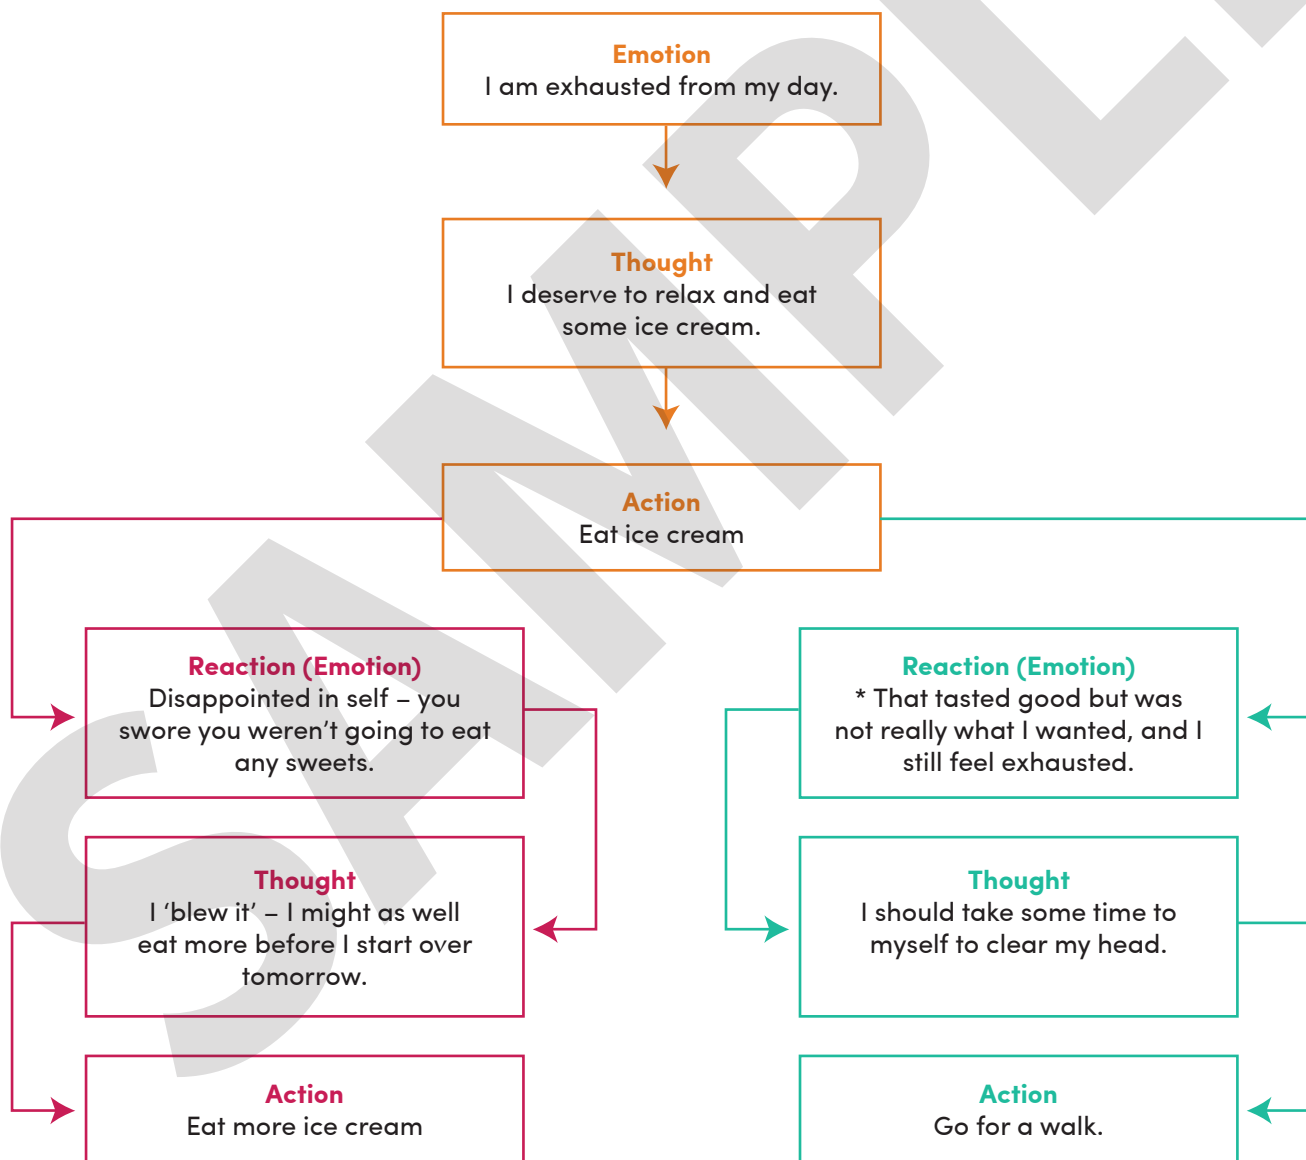 Emotion
I am exhausted from my day.
Thought
I deserve to relax and eat
some ice cream.
Action
Eat ice cream
Reaction (Emotion)
Disappointed in self – you
swore you weren’t going to eat
any sweets.
Thought
I ‘blew it’ – I might as well
eat more before I start over
tomorrow.
Action
Eat more ice cream
Reaction (Emotion)
* That tasted good but was
not really what I wanted, and I
still feel exhausted.
Thought
I should take some time to
myself to clear my head.
Action
Go for a walk.
SAMPL